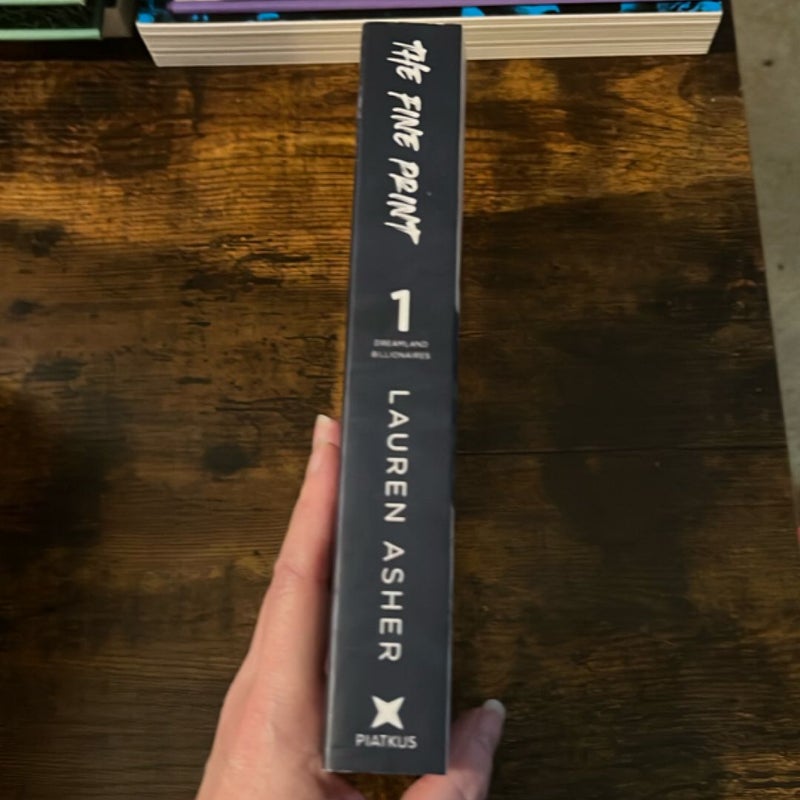 THE FINE PRINT
1
DREAMLAND
BILLIONAIRES
LAUREN ASHER
PIATKUS